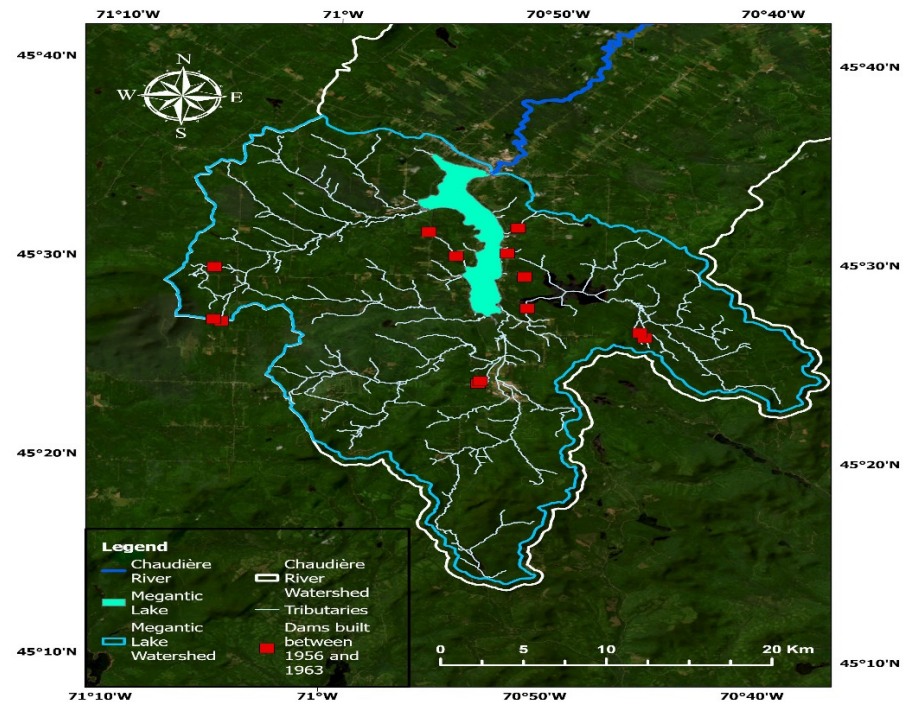 71°10'W 71°W 70°50'W 70°40'W
45°40'N 45°40'N
N
W E
S
45°30'N 45°30'N
45°20'N 45°20'N
Legend
Chaudière River
Megantic Lake
Megantic Lake Watershed
Chaudière River Watershed
Tributaries
Dams built between 1956 and 1963
0 5 10 20 Km
45°10'N 45°10'N
71°10'W 71°W 70°50'W 70°40'W